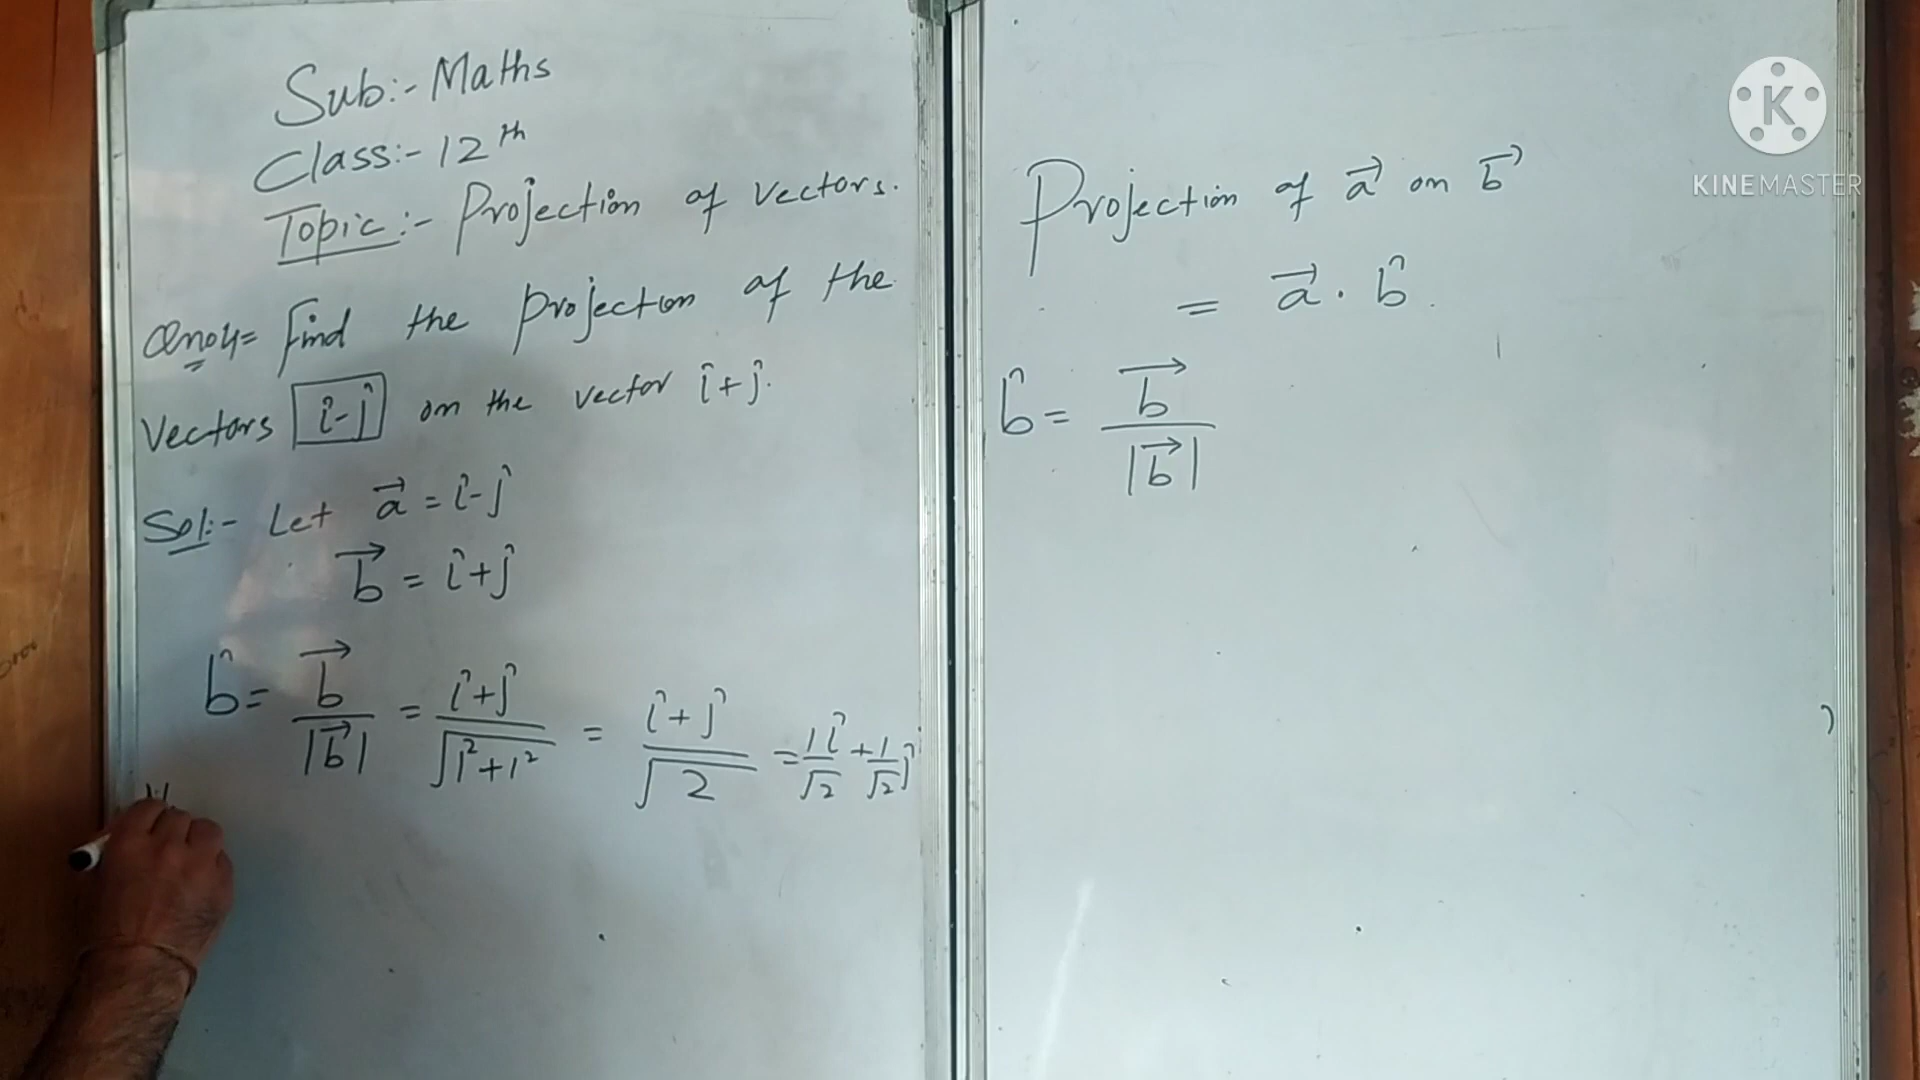 Sub:- Maths
Class:- 12th
Topic:- Projection of vectors.
Qno4= Find the projection of the
Vectors î-ĵ on the vector î+ĵ.
Sol:- Let a⃗ = î-ĵ
b⃗ = î+ĵ
b̂ = b⃗/|b⃗| = î+ĵ/√1²+1² = î+ĵ/√2 = 1/√2 î + 1/√2 ĵ
Projection of a⃗ on b⃗
= a⃗ . b̂
b̂ = b⃗/|b⃗|
K
KINEMASTER